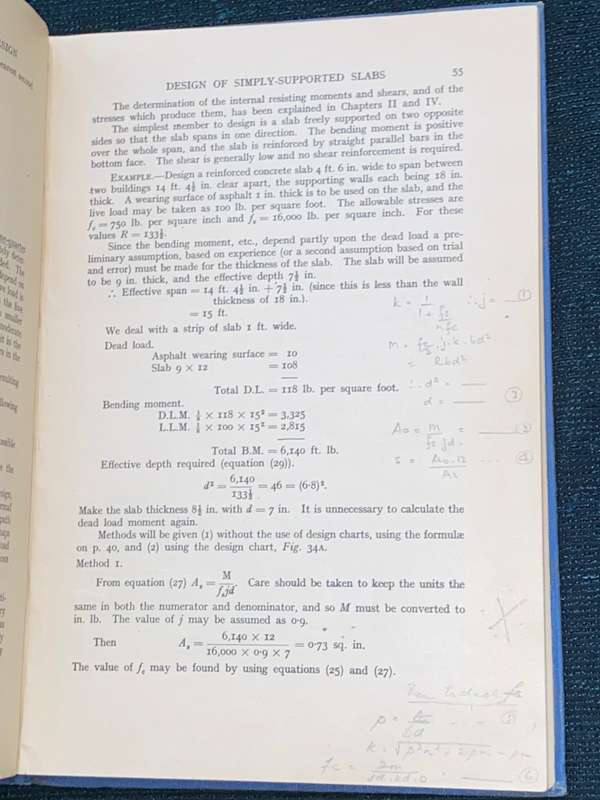 DESIGN OF SIMPLY-SUPPORTED SLABS 55
The determination of the internal resisting moments and shears, and of the
stresses which produce them, has been explained in Chapters II and IV.
The simplest member to design is a slab freely supported on two opposite
sides so that the slab spans in one direction. The bending moment is positive
over the whole span, and the slab is reinforced by straight parallel bars in the
bottom face. The shear is generally low and no shear reinforcement is required.
EXAMPLE.—Design a reinforced concrete slab 4 ft. 6 in. wide to span between
two buildings 14 ft. 4½ in. clear apart, the supporting walls each being 18 in.
thick. A wearing surface of asphalt 1 in. thick is to be used on the slab, and the
live load may be taken as 100 lb. per square foot. The allowable stresses are
f_c = 750 lb. per square inch and f_s = 16,000 lb. per square inch. For these
values R = 133⅓.
Since the bending moment, etc., depend partly upon the dead load a pre-
liminary assumption, based on experience (or a second assumption based on trial
and error) must be made for the thickness of the slab. The slab will be assumed
to be 9 in. thick, and the effective depth 7½ in.
∴ Effective span = 14 ft. 4½ in. + 7½ in. (since this is less than the wall
thickness of 18 in.).
= 15 ft.
We deal with a strip of slab 1 ft. wide.
Dead load.
Asphalt wearing surface = 10
Slab 9 × 12 = 108
Total D.L. = 118 lb. per square foot.
Bending moment.
D.L.M. ⅛ × 118 × 15² = 3,325
L.L.M. ⅛ × 100 × 15² = 2,815
Total B.M. = 6,140 ft. lb.
Effective depth required (equation (29)).
d² = 6,140 / 133⅓ = 46 = (6·8)².
Make the slab thickness 8½ in. with d = 7 in. It is unnecessary to calculate the
dead load moment again.
Methods will be given (1) without the use of design charts, using the formulæ
on p. 40, and (2) using the design chart, Fig. 34A.
Method 1.
From equation (27) A_s = M / f_s jd. Care should be taken to keep the units the
same in both the numerator and denominator, and so M must be converted to
in. lb. The value of j may be assumed as 0·9.
Then A_s = 6,140 × 12 / 16,000 × 0·9 × 7 = 0·73 sq. in.
The value of f_c may be found by using equations (25) and (27).
∴ j = (1)
= Rbd²
∴ d² =
d = (2)
(3)
(4)